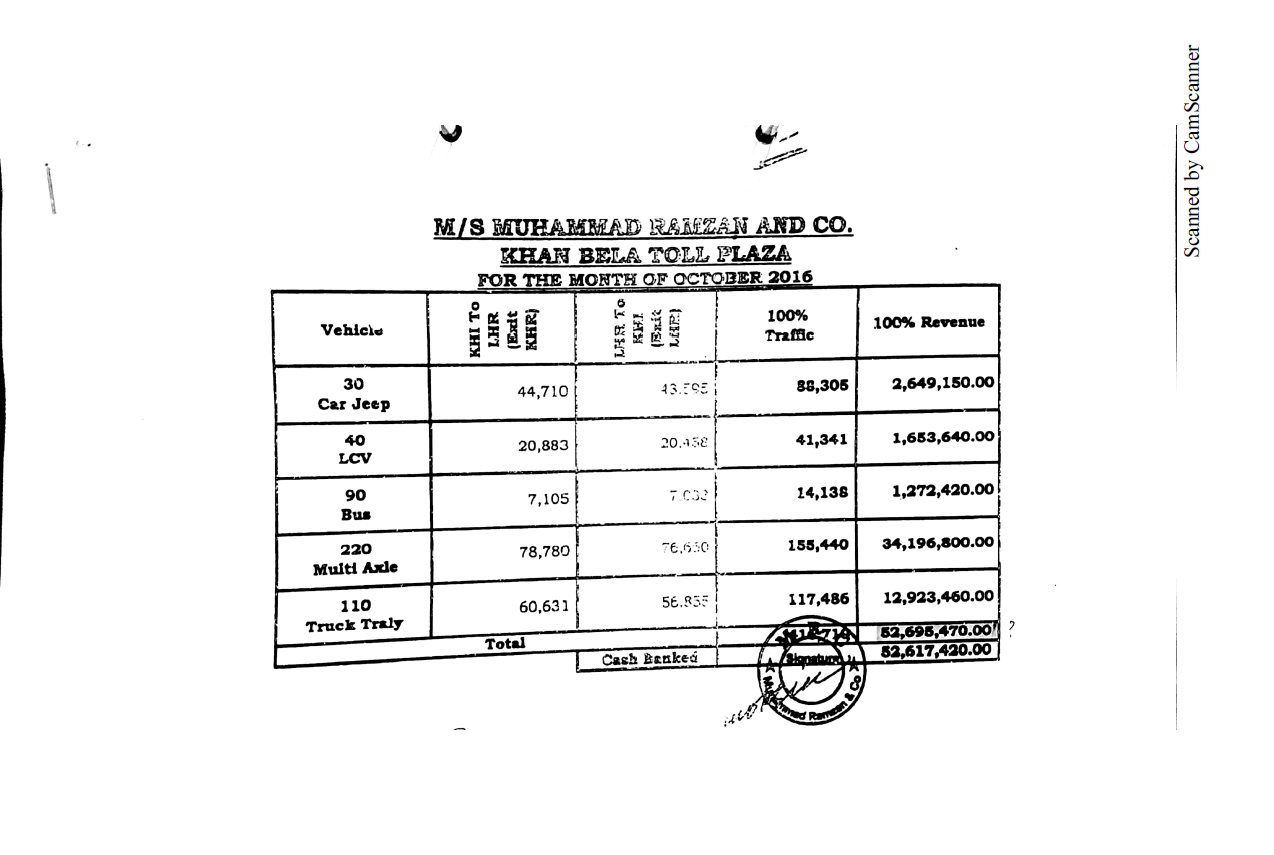 Scanned by CamScanner
M/S MUHAMMAD RAMZAN AND CO.
KHAN BELA TOLL PLAZA
FOR THE MONTH OF OCTOBER 2016
Vehicle
KHI To
LHR
(Exit
KHR)
LHR To
KHI
(Exit
LHR)
100%
Traffic
100% Revenue
30
Car Jeep
44,710
43,595
88,305
2,649,150.00
40
LCV
20,883
20,458
41,341
1,653,640.00
90
Bus
7,105
7,033
14,138
1,272,420.00
220
Multi Axle
78,780
155,440
34,196,800.00
110
Truck Traly
60,631
56,855
117,486
12,923,460.00
Total
52,695,470.00 ?
Cash Banked
52,617,420.00
Signature
Muhammad Ramzan & Co